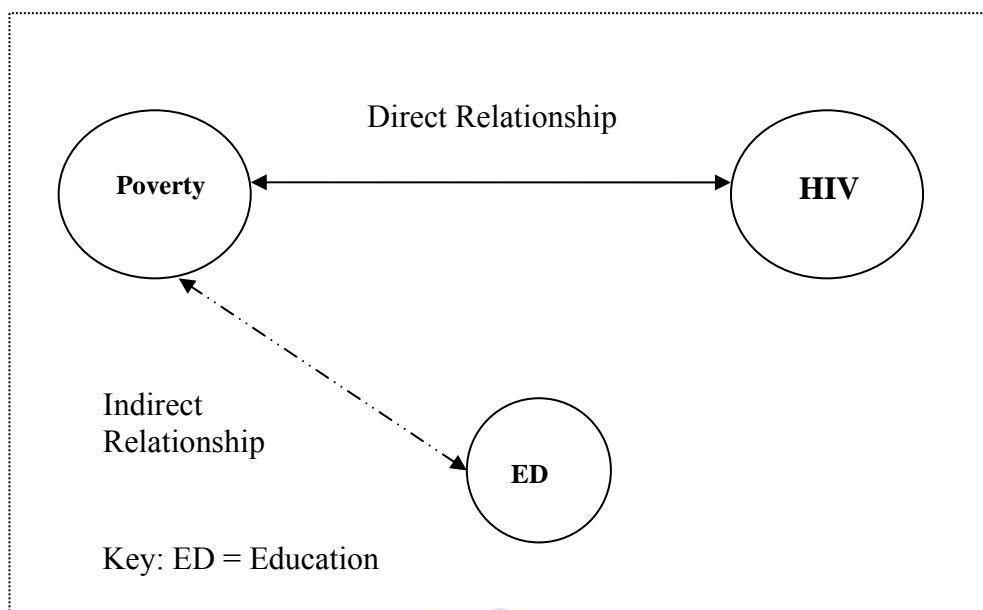 Direct Relationship
Poverty
HIV
Indirect
Relationship
ED
Key: ED = Education